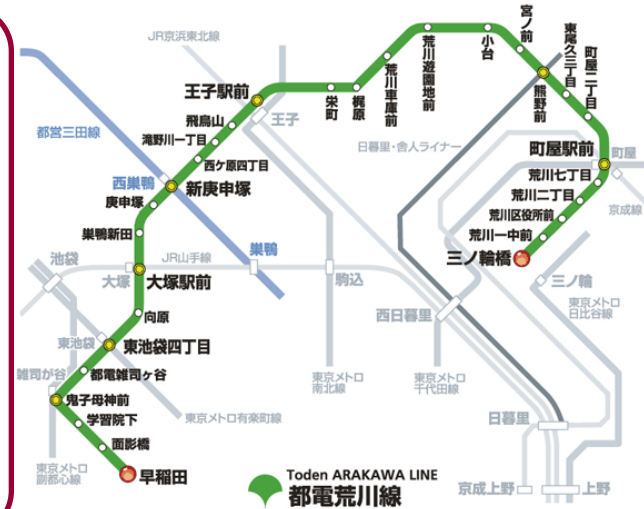 JR京浜東北線
王子駅前
飛鳥山
滝野川一丁目
西ヶ原四丁目
都営三田線
西巣鴨
新庚申塚
庚申塚
巣鴨新田
JR山手線
巣鴨
池袋
大塚
大塚駅前
向原
東池袋
東池袋四丁目
都電雑司ヶ谷
雑司が谷
鬼子母神前
学習院下
東京メトロ
有楽町線
面影橋
早稲田
東京メトロ
副都心線
王子
栄町
梶原
荒川車庫前
荒川遊園地前
小台
宮ノ前
熊野前
東尾久三丁目
町屋二丁目
町屋駅前
町屋
京成線
日暮里・舎人ライナー
荒川七丁目
荒川二丁目
荒川区役所前
荒川一中前
三ノ輪橋
三ノ輪
東京メトロ
日比谷線
駒込
西日暮里
東京メトロ
南北線
東京メトロ
千代田線
日暮里
京成上野
上野
Toden ARAKAWA LINE
都電荒川線